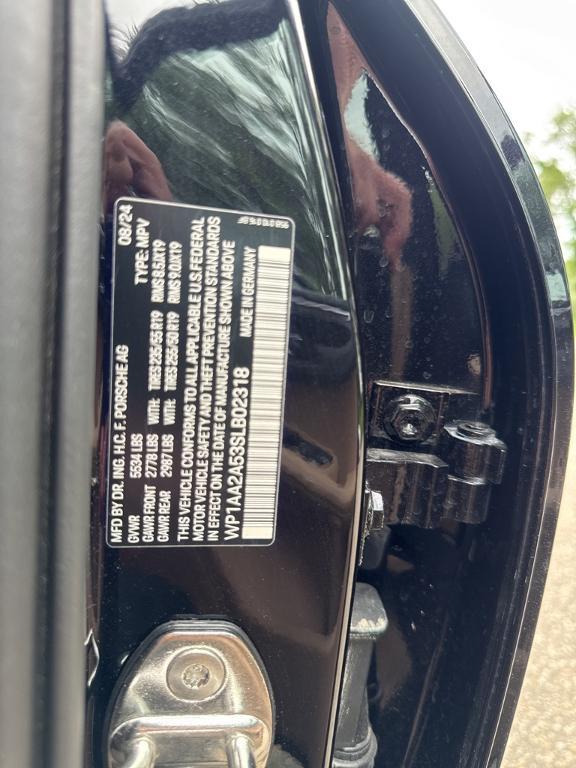 MFD BY DR. ING. H.C. F. PORSCHE AG 08/24
GVWR 5534 LBS TYPE: MPV
GAWR FRONT 2778 LBS WITH: TIRES 235/55 R19 RIMS 8.5JX19
GAWR REAR 2987 LBS WITH: TIRES 255/50 R19 RIMS 9.0JX19
THIS VEHICLE CONFORMS TO ALL APPLICABLE U.S. FEDERAL
MOTOR VEHICLE SAFETY AND THEFT PREVENTION STANDARDS
IN EFFECT ON THE DATE OF MANUFACTURE SHOWN ABOVE
WP1AA2A53SLB02318 MADE IN GERMANY